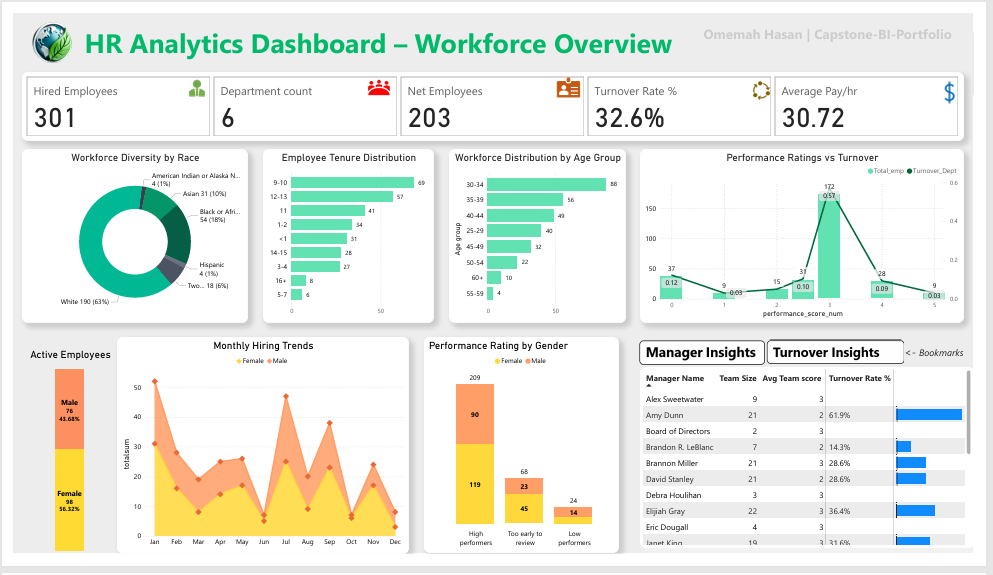 HR Analytics Dashboard – Workforce Overview
Omemah Hasan | Capstone-BI-Portfolio
Hired Employees
301
Department count
6
Net Employees
203
Turnover Rate %
32.6%
Average Pay/hr
30.72
$
Workforce Diversity by Race
American Indian or Alaska N...
4 (1%)
Asian 31 (10%)
Black or Afri...
54 (18%)
Hispanic
4 (1%)
Two... 18 (6%)
White 190 (63%)
Employee Tenure Distribution
9-10 69
12-13 57
11 41
1-2 34
<1 31
14-15 28
3-4 27
16+ 8
5-7 6
0 50
Workforce Distribution by Age Group
Age group
30-34 88
35-39 56
40-44 49
25-29 40
45-49 32
50-54 22
60+ 10
55-59 4
0 50
Performance Ratings vs Turnover
Total_emp Turnover_Dept
172 0.6
0.57
150
0.4
100
0.2
50
37 9 15 31 28 9
0.12 0.03 0.10 0.09 0.03
0 0.0
0 1 2 3 4 5
performance_score_num
Active Employees
Male
76
43.68%
Female
98
56.32%
Monthly Hiring Trends
Female Male
totalsum
50
40
30
20
10
0
Jan Feb Mar Apr May Jun Jul Aug Sep Oct Nov Dec
Performance Rating by Gender
Female Male
209
90
119
68
23
45
24
14
High performers
Too early to review
Low performers
Manager Insights
Turnover Insights
<- Bookmarks
Manager Name Team Size Avg Team score Turnover Rate %
Alex Sweetwater 9 3
Amy Dunn 21 2 61.9%
Board of Directors 2 3
Brandon R. LeBlanc 7 2 14.3%
Brannon Miller 21 3 28.6%
David Stanley 21 2 28.6%
Debra Houlihan 3 3
Elijiah Gray 22 3 36.4%
Eric Dougall 4 3
Janet King 19 3 31.6%